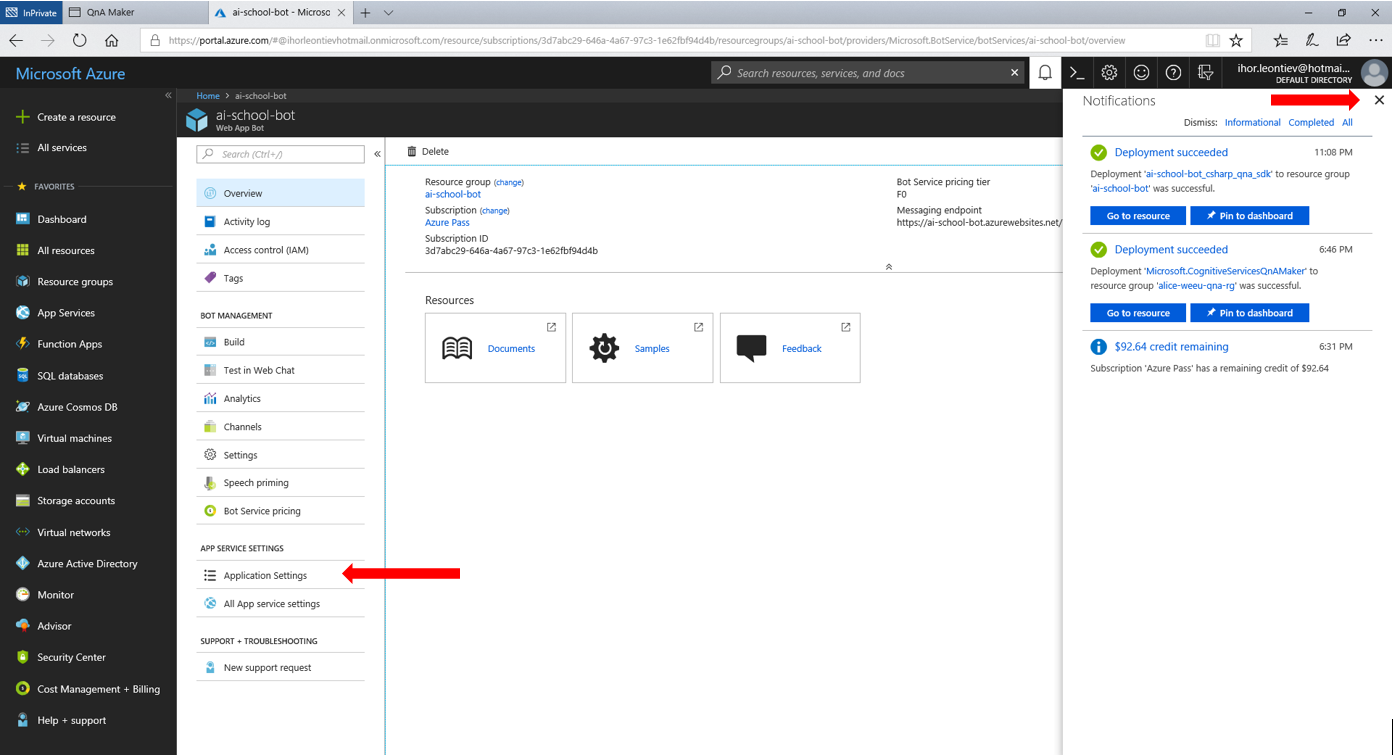 InPrivate
QnA Maker
ai-school-bot - Microso
https://portal.azure.com/#@ihorleontievhotmail.onmicrosoft.com/resource/subscriptions/3d7abc29-646a-4a67-97c3-1e62fbf94d4b/resourcegroups/ai-school-bot/providers/Microsoft.BotService/botServices/ai-school-bot/overview
Microsoft Azure
Search resources, services, and docs
ihor.leontiev@hotmai...
DEFAULT DIRECTORY
Create a resource
All services
FAVORITES
Dashboard
All resources
Resource groups
App Services
Function Apps
SQL databases
Azure Cosmos DB
Virtual machines
Load balancers
Storage accounts
Virtual networks
Azure Active Directory
Monitor
Advisor
Security Center
Cost Management + Billing
Help + support
Home > ai-school-bot
ai-school-bot
Web App Bot
Search (Ctrl+/)
Overview
Activity log
Access control (IAM)
Tags
BOT MANAGEMENT
Build
Test in Web Chat
Analytics
Channels
Settings
Speech priming
Bot Service pricing
APP SERVICE SETTINGS
Application Settings
All App service settings
SUPPORT + TROUBLESHOOTING
New support request
Delete
Resource group (change)
ai-school-bot
Subscription (change)
Azure Pass
Subscription ID
3d7abc29-646a-4a67-97c3-1e62fbf94d4b
Bot Service pricing tier
F0
Messaging endpoint
https://ai-school-bot.azurewebsites.net/
Resources
Documents
Samples
Feedback
Notifications
Dismiss: Informational Completed All
Deployment succeeded 11:08 PM
Deployment 'ai-school-bot_csharp_qna_sdk' to resource group
'ai-school-bot' was successful.
Go to resource
Pin to dashboard
Deployment succeeded 6:46 PM
Deployment 'Microsoft.CognitiveServicesQnAMaker' to
resource group 'alice-weeu-qna-rg' was successful.
Go to resource
Pin to dashboard
$92.64 credit remaining 6:31 PM
Subscription 'Azure Pass' has a remaining credit of $92.64